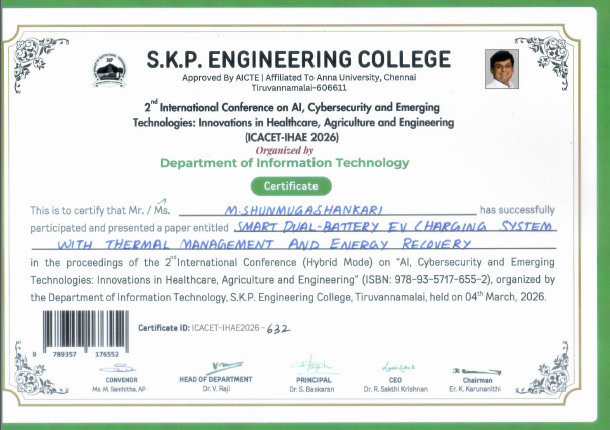 S.K.P. ENGINEERING COLLEGE
Approved By AICTE | Affiliated To Anna University, Chennai
Tiruvannamalai-606611
2nd International Conference on AI, Cybersecurity and Emerging
Technologies: Innovations in Healthcare, Agriculture and Engineering
(ICACET-IHAE 2026)
Organized by
Department of Information Technology
Certificate
This is to certify that Mr. / Ms. M.SHUNMUGASHANKARI has successfully
participated and presented a paper entitled SMART DUAL-BATTERY EV CHARGING SYSTEM
WITH THERMAL MANAGEMENT AND ENERGY RECOVERY
in the proceedings of the 2nd International Conference (Hybrid Mode) on "AI, Cybersecurity and Emerging
Technologies: Innovations in Healthcare, Agriculture and Engineering" (ISBN: 978-93-5717-655-2), organized by
the Department of Information Technology, S.K.P. Engineering College, Tiruvannamalai, held on 04th March, 2026.
Certificate ID: ICACET-IHAE2026-632
9 789357 176552
CONVENOR HEAD OF DEPARTMENT PRINCIPAL CEO Chairman
Ms. M. Samhitha, AP Dr. V. Raji Dr. S. Baskaran Dr. R. Sakthi Krishnan Er. K. Karunanithi